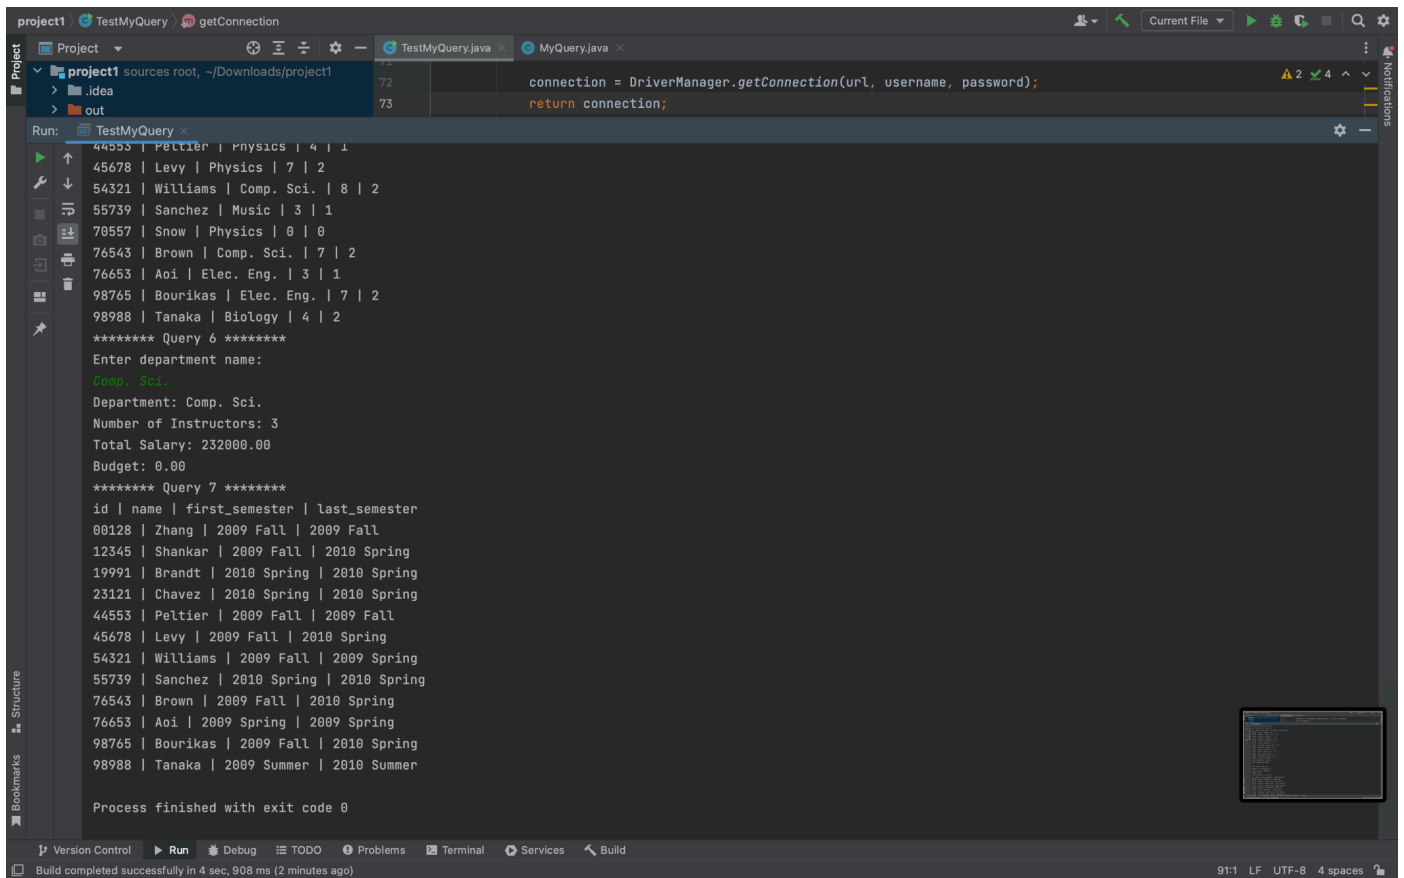 project1 TestMyQuery getConnection
Current File
Project
TestMyQuery.java
MyQuery.java
project1 sources root, ~/Downloads/project1
.idea
out
72 connection = DriverManager.getConnection(url, username, password);
73 return connection;
2 4
Project
Notifications
Run: TestMyQuery
44553 | Peltier | Physics | 4 | 1
45678 | Levy | Physics | 7 | 2
54321 | Williams | Comp. Sci. | 8 | 2
55739 | Sanchez | Music | 3 | 1
70557 | Snow | Physics | 0 | 0
76543 | Brown | Comp. Sci. | 7 | 2
76653 | Aoi | Elec. Eng. | 3 | 1
98765 | Bourikas | Elec. Eng. | 7 | 2
98988 | Tanaka | Biology | 4 | 2
******** Query 6 ********
Enter department name:
Comp. Sci.
Department: Comp. Sci.
Number of Instructors: 3
Total Salary: 232000.00
Budget: 0.00
******** Query 7 ********
id | name | first_semester | last_semester
00128 | Zhang | 2009 Fall | 2009 Fall
12345 | Shankar | 2009 Fall | 2010 Spring
19991 | Brandt | 2010 Spring | 2010 Spring
23121 | Chavez | 2010 Spring | 2010 Spring
44553 | Peltier | 2009 Fall | 2009 Fall
45678 | Levy | 2009 Fall | 2010 Spring
54321 | Williams | 2009 Fall | 2009 Spring
55739 | Sanchez | 2010 Spring | 2010 Spring
76543 | Brown | 2009 Fall | 2010 Spring
76653 | Aoi | 2009 Spring | 2009 Spring
98765 | Bourikas | 2009 Fall | 2010 Spring
98988 | Tanaka | 2009 Summer | 2010 Summer
Process finished with exit code 0
Structure
Bookmarks
Version Control Run Debug TODO Problems Terminal Services Build
Build completed successfully in 4 sec, 908 ms (2 minutes ago)
91:1 LF UTF-8 4 spaces